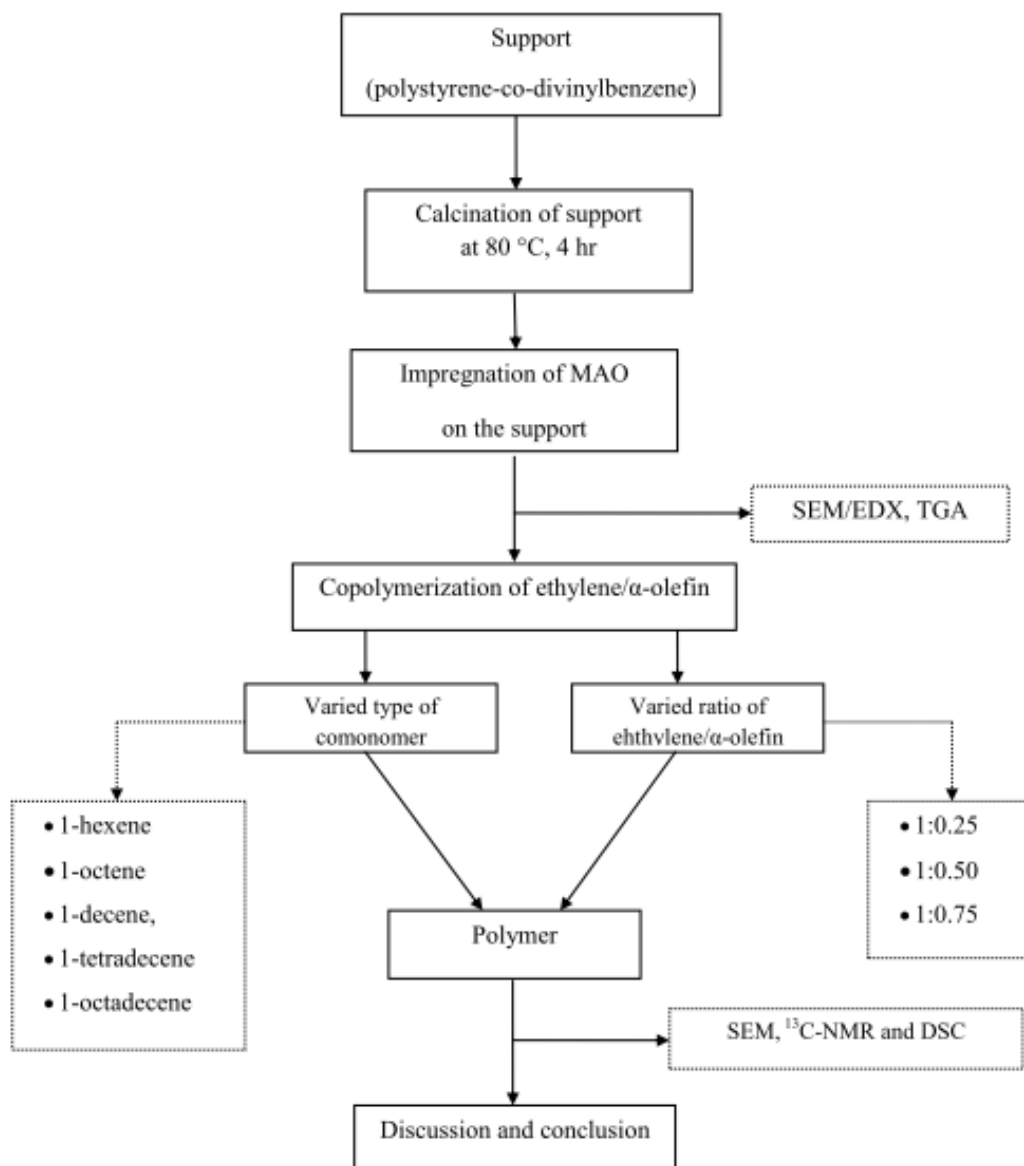 Support
(polystyrene-co-divinylbenzene)
Calcination of support
at 80 °C, 4 hr
Impregnation of MAO
on the support
SEM/EDX, TGA
Copolymerization of ethylene/α-olefin
Varied type of
comonomer
Varied ratio of
ehthvlene/α-olefin
• 1-hexene
• 1-octene
• 1-decene,
• 1-tetradecene
• 1-octadecene
• 1:0.25
• 1:0.50
• 1:0.75
Polymer
SEM, ¹³C-NMR and DSC
Discussion and conclusion